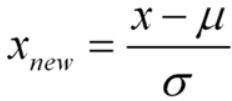 x_new = (x − μ) / σ